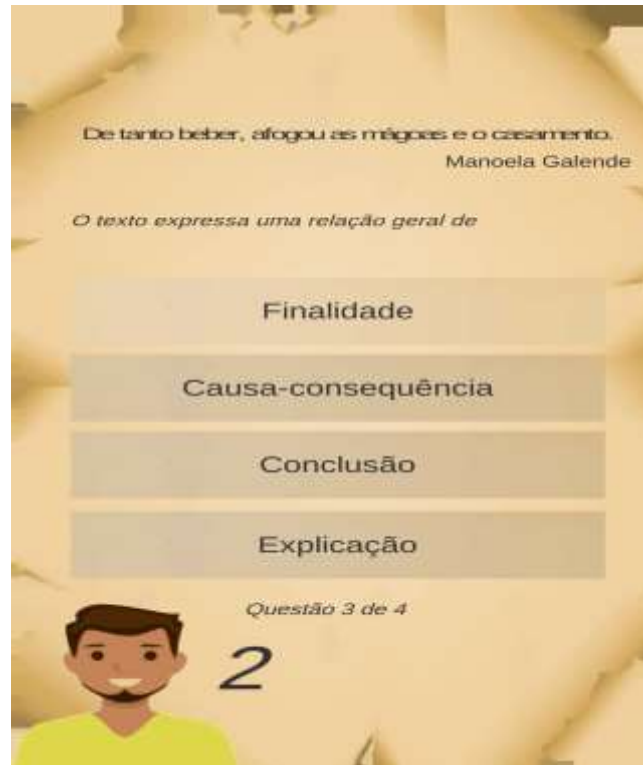 De tanto beber, afogou as mágoas e o casamento.
Manoela Galende
O texto expressa uma relação geral de
Finalidade
Causa-consequência
Conclusão
Explicação
Questão 3 de 4
2